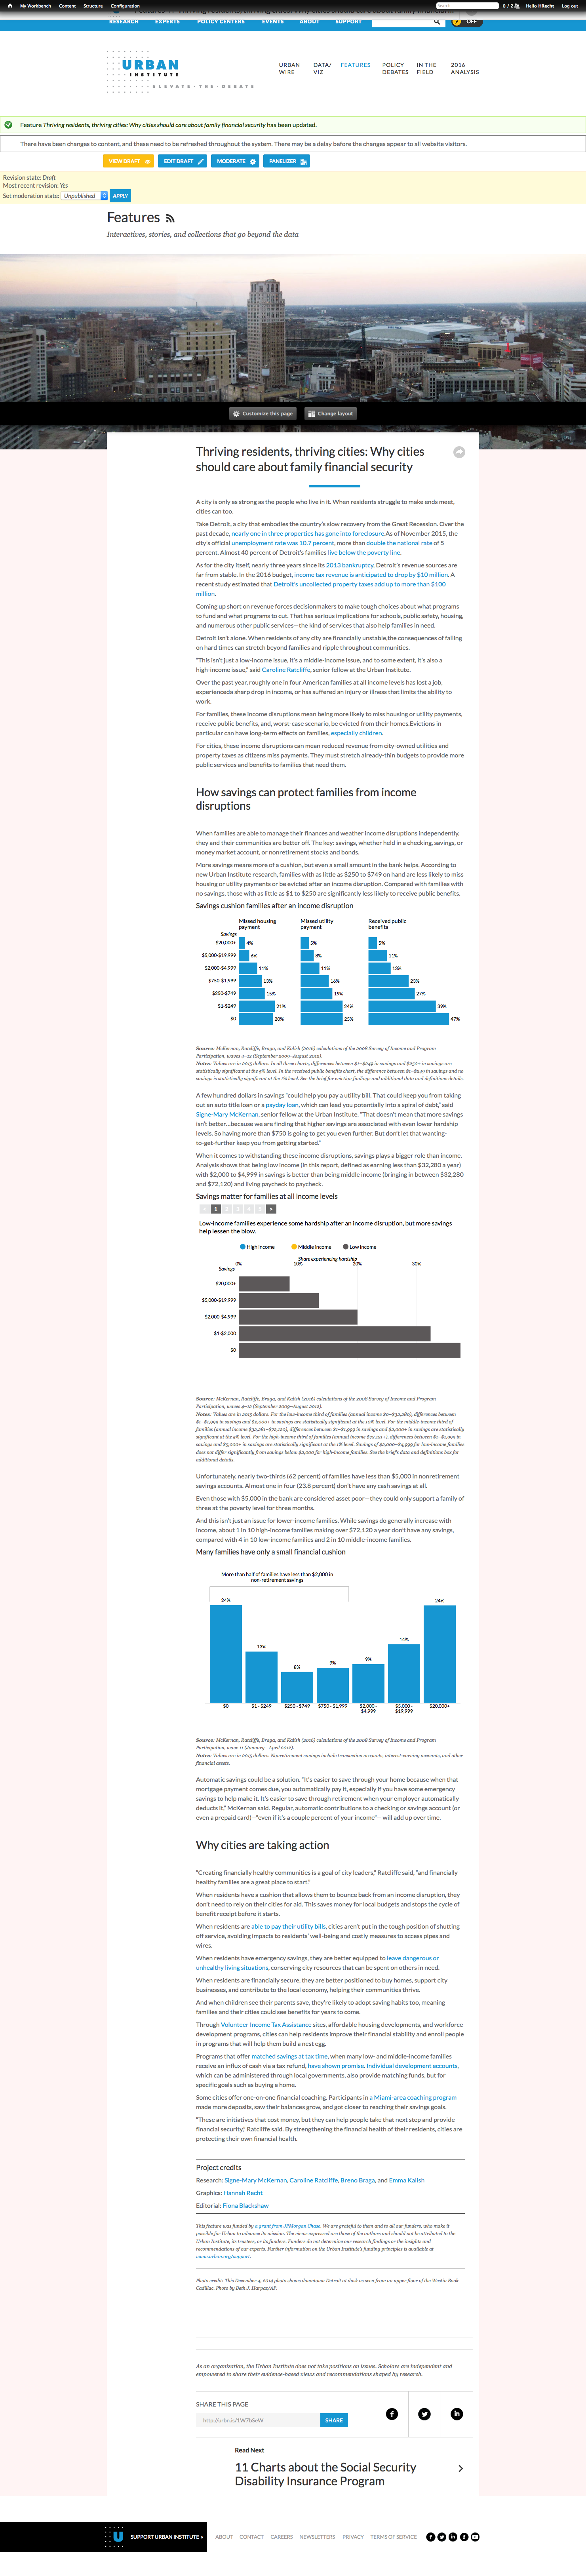 My Workbench Content Structure Configuration
Search
0 / 2
Hello HRecht Log out
RESEARCH EXPERTS POLICY CENTERS EVENTS ABOUT SUPPORT
OFF
URBAN
INSTITUTE
ELEVATE • THE • DEBATE
URBAN WIRE
DATA/ VIZ
FEATURES
POLICY DEBATES
IN THE FIELD
2016 ANALYSIS
Feature Thriving residents, thriving cities: Why cities should care about family financial security has been updated.
There have been changes to content, and these need to be refreshed throughout the system. There may be a delay before the changes appear to all website visitors.
VIEW DRAFT EDIT DRAFT MODERATE PANELIZER
Revision state: Draft
Most recent revision: Yes
Set moderation state: Unpublished APPLY
Features
Interactives, stories, and collections that go beyond the data
Customize this page Change layout
Thriving residents, thriving cities: Why cities
should care about family financial security
A city is only as strong as the people who live in it. When residents struggle to make ends meet,
cities can too.
Take Detroit, a city that embodies the country's slow recovery from the Great Recession. Over the
past decade, nearly one in three properties has gone into foreclosure.As of November 2015, the
city's official unemployment rate was 10.7 percent, more than double the national rate of 5
percent. Almost 40 percent of Detroit's families live below the poverty line.
As for the city itself, nearly three years since its 2013 bankruptcy, Detroit's revenue sources are
far from stable. In the 2016 budget, income tax revenue is anticipated to drop by $10 million. A
recent study estimated that Detroit's uncollected property taxes add up to more than $100
million.
Coming up short on revenue forces decisionmakers to make tough choices about what programs
to fund and what programs to cut. That has serious implications for schools, public safety, housing,
and numerous other public services—the kind of services that also help families in need.
Detroit isn't alone. When residents of any city are financially unstable,the consequences of falling
on hard times can stretch beyond families and ripple throughout communities.
"This isn't just a low-income issue, it's a middle-income issue, and to some extent, it's also a
high-income issue," said Caroline Ratcliffe, senior fellow at the Urban Institute.
Over the past year, roughly one in four American families at all income levels has lost a job,
experienceda sharp drop in income, or has suffered an injury or illness that limits the ability to
work.
For families, these income disruptions can mean being more likely to miss housing or utility payments,
receive public benefits, and, worst-case scenario, be evicted from their homes.Evictions in
particular can have long-term effects on families, especially children.
For cities, these income disruptions can mean reduced revenue from city-owned utilities and
property taxes as citizens miss payments. They must stretch already-thin budgets to provide more
public services and benefits to families that need them.
How savings can protect families from income
disruptions
When families are able to manage their finances and weather income disruptions independently,
they and their communities are better off. The key: savings, whether held in a checking, savings, or
money market account, or nonretirement stocks and bonds.
More savings means more of a cushion, but even a small amount in the bank helps. According to
new Urban Institute research, families with as little as $250 to $749 on hand are less likely to miss
housing or utility payments or be evicted after an income disruption. Compared with families with
no savings, those with as little as $1 to $250 are significantly less likely to receive public benefits.
Savings cushion families after an income disruption
Missed housing payment
Missed utility payment
Received public benefits
Savings
$20,000+ 4% 5% 5%
$5,000-$19,999 6% 8% 11%
$2,000-$4,999 11% 11% 13%
$750-$1,999 13% 16% 23%
$250-$749 15% 19% 27%
$1-$249 21% 24% 39%
$0 20% 25% 47%
Source: McKernan, Ratcliffe, Braga, and Kalish (2016) calculations of the 2008 Survey of Income and Program
Participation, waves 4–12 (September 2009–August 2012).
Notes: Values are in 2015 dollars. In all three charts, differences between $1–$249 in savings and $250+ in savings are
statistically significant at the 5% level. In the received public benefits chart, the difference between $1–$249 in savings and no
savings is statistically significant at the 1% level. See the brief for eviction findings and additional data and definitions details.
A few hundred dollars in savings "could help you pay a utility bill. That could keep you from taking
out an auto title loan or a payday loan, which can lead you potentially into a spiral of debt," said
Signe-Mary McKernan, senior fellow at the Urban Institute. "That doesn't mean that more savings
isn't better…because we are finding that higher savings are associated with even lower hardship
levels. So having more than $750 is going to get you even further. But don't let that wanting-
to-get-further keep you from getting started."
When it comes to withstanding these income disruptions, savings plays a bigger role than income.
Analysis shows that being low income (in this report, defined as earning less than $32,280 a year)
with $2,000 to $4,999 in savings is better than being middle income (bringing in between $32,280
and $72,120) and living paycheck to paycheck.
Savings matter for families at all income levels
« 1 2 3 4 5 »
Low-income families experience some hardship after an income disruption, but more savings
help lessen the blow.
High income Middle income Low income
Share experiencing hardship
Savings
0% 10% 20% 30%
$20,000+
$5,000-$19,999
$2,000-$4,999
$1-$2,000
$0
Source: McKernan, Ratcliffe, Braga, and Kalish (2016) calculations of the 2008 Survey of Income and Program
Participation, waves 4–12 (September 2009–August 2012).
Notes: Values are in 2015 dollars. For the low-income third of families (annual income $0–$32,280), differences between
$1–$1,999 in savings and $2,000+ in savings are statistically significant at the 10% level. For the middle-income third of
families (annual income $32,281–$72,120), differences between $1–$1,999 in savings and $2,000+ in savings are statistically
significant at the 5% level. For the high-income third of families (annual income $72,121+), differences between $1–$1,999 in
savings and $5,000+ in savings are statistically significant at the 1% level. Savings of $2,000–$4,999 for low-income families
does not differ significantly from savings below $2,000 for high-income families. See the brief's data and definitions box for
additional details.
Unfortunately, nearly two-thirds (62 percent) of families have less than $5,000 in nonretirement
savings accounts. Almost one in four (23.8 percent) don't have any cash savings at all.
Even those with $5,000 in the bank are considered asset poor—they could only support a family of
three at the poverty level for three months.
And this isn't just an issue for lower-income families. While savings do generally increase with
income, about 1 in 10 high-income families making over $72,120 a year don't have any savings,
compared with 4 in 10 low-income families and 2 in 10 middle-income families.
Many families have only a small financial cushion
More than half of families have less than $2,000 in
non-retirement savings
24% 13% 8% 9% 9% 14% 24%
$0 $1 -$249 $250 - $749 $750 - $1,999 $2,000 - $4,999 $5,000 - $19,999 $20,000+
Source: McKernan, Ratcliffe, Braga, and Kalish (2016) calculations of the 2008 Survey of Income and Program
Participation, wave 11 (January–April 2012).
Notes: Values are in 2015 dollars. Nonretirement savings include transaction accounts, interest-earning accounts, and other
financial assets.
Automatic savings could be a solution. "It's easier to save through your home because when that
mortgage payment comes due, you automatically pay it, especially if you have some emergency
savings to help make it. It's easier to save through retirement when your employer automatically
deducts it," McKernan said. Regular, automatic contributions to a checking or savings account (or
even a prepaid card)—"even if it's a couple percent of your income"— will add up over time.
Why cities are taking action
"Creating financially healthy communities is a goal of city leaders," Ratcliffe said, "and financially
healthy families are a great place to start."
When residents have a cushion that allows them to bounce back from an income disruption, they
don't need to rely on their cities for aid. This saves money for local budgets and stops the cycle of
benefit receipt before it starts.
When residents are able to pay their utility bills, cities aren't put in the tough position of shutting
off service, avoiding impacts to residents' well-being and costly measures to access pipes and
wires.
When residents have emergency savings, they are better equipped to leave dangerous or
unhealthy living situations, conserving city resources that can be spent on others in need.
When residents are financially secure, they are better positioned to buy homes, support city
businesses, and contribute to the local economy, helping their communities thrive.
And when children see their parents save, they're likely to adopt saving habits too, meaning
families and their cities could see benefits for years to come.
Through Volunteer Income Tax Assistance sites, affordable housing developments, and workforce
development programs, cities can help residents improve their financial stability and enroll people
in programs that will help them build a nest egg.
Programs that offer matched savings at tax time, when many low- and middle-income families
receive an influx of cash via a tax refund, have shown promise. Individual development accounts,
which can be administered through local governments, also provide matching funds, but for
specific goals such as buying a home.
Some cities offer one-on-one financial coaching. Participants in a Miami-area coaching program
made more deposits, saw their balances grow, and got closer to reaching their savings goals.
"These are initiatives that cost money, but they can help people take that next step and provide
financial security," Ratcliffe said. By strengthening the financial health of their residents, cities are
protecting their own financial health.
Project credits
Research: Signe-Mary McKernan, Caroline Ratcliffe, Breno Braga, and Emma Kalish
Graphics: Hannah Recht
Editorial: Fiona Blackshaw
This feature was funded by a grant from JPMorgan Chase. We are grateful to them and to all our funders, who make it
possible for Urban to advance its mission. The views expressed are those of the authors and should not be attributed to the
Urban Institute, its trustees, or its funders. Funders do not determine our research findings or the insights and
recommendations of our experts. Further information on the Urban Institute's funding principles is available at
www.urban.org/support.
Photo credit: This December 4, 2014 photo shows downtown Detroit at dusk as seen from an upper floor of the Westin Book
Cadillac. Photo by Beth J. Harpaz/AP.
As an organization, the Urban Institute does not take positions on issues. Scholars are independent and
empowered to share their evidence-based views and recommendations shaped by research.
SHARE THIS PAGE
http://urbn.is/1W7bSeW SHARE
Read Next
11 Charts about the Social Security
Disability Insurance Program
SUPPORT URBAN INSTITUTE »
ABOUT CONTACT CAREERS NEWSLETTERS PRIVACY TERMS OF SERVICE